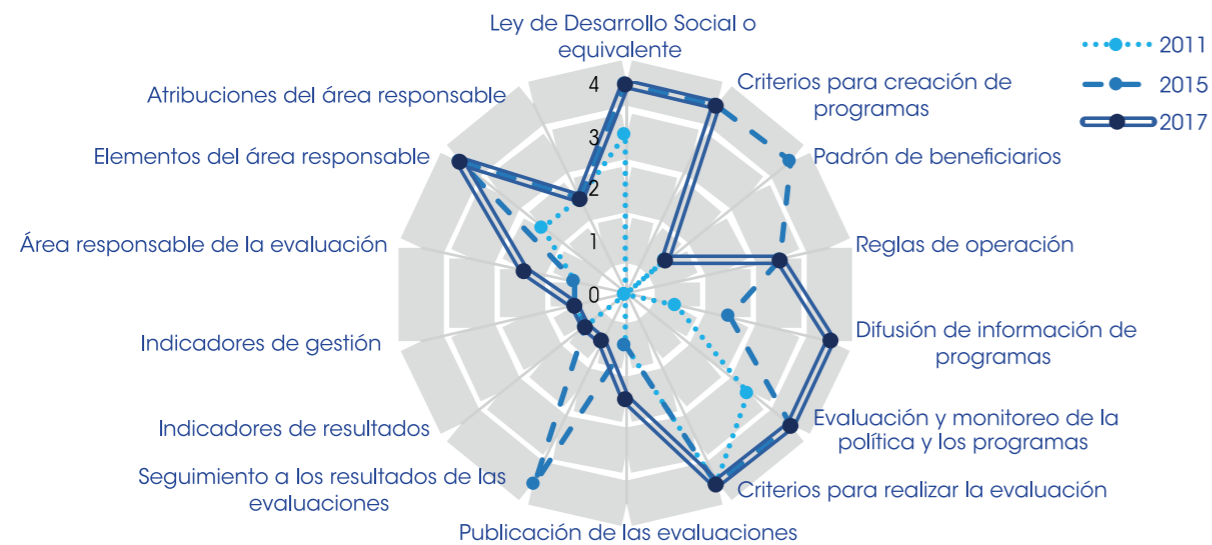 Ley de Desarrollo Social o
equivalente
Criterios para creación de
programas
Padrón de beneficiarios
Reglas de operación
Difusión de información de
programas
Evaluación y monitoreo de la
política y los programas
Criterios para realizar la evaluación
Publicación de las evaluaciones
Seguimiento a los resultados de las
evaluaciones
Indicadores de resultados
Indicadores de gestión
Área responsable de la evaluación
Elementos del área responsable
Atribuciones del área responsable
4
3
2
1
0
2011
2015
2017